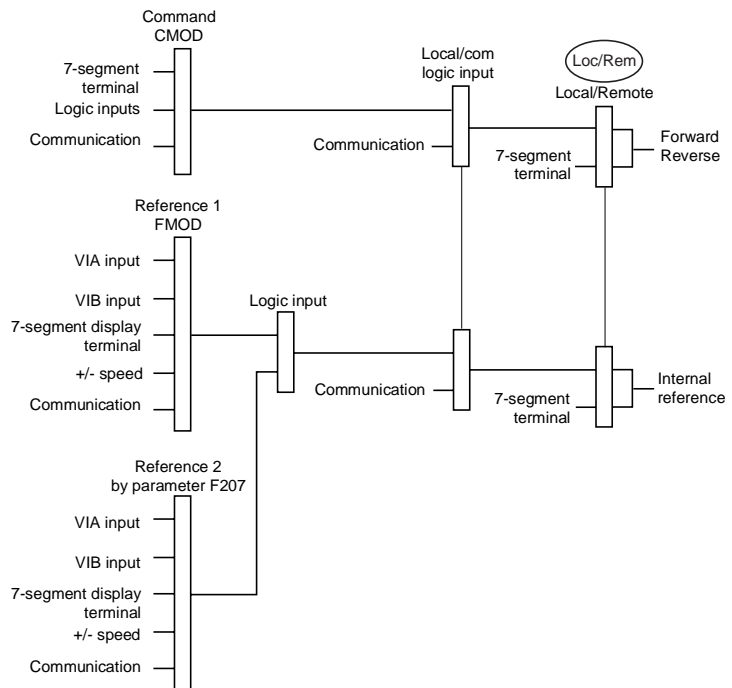 Command
CMOD
7-segment
terminal
Logic inputs
Communication
Local/com
logic input
Communication
Loc/Rem
Local/Remote
7-segment
terminal
Forward
Reverse
Reference 1
FMOD
VIA input
VIB input
7-segment display
terminal
+/- speed
Communication
Logic input
Communication
7-segment
terminal
Internal
reference
Reference 2
by parameter F207
VIA input
VIB input
7-segment display
terminal
+/- speed
Communication